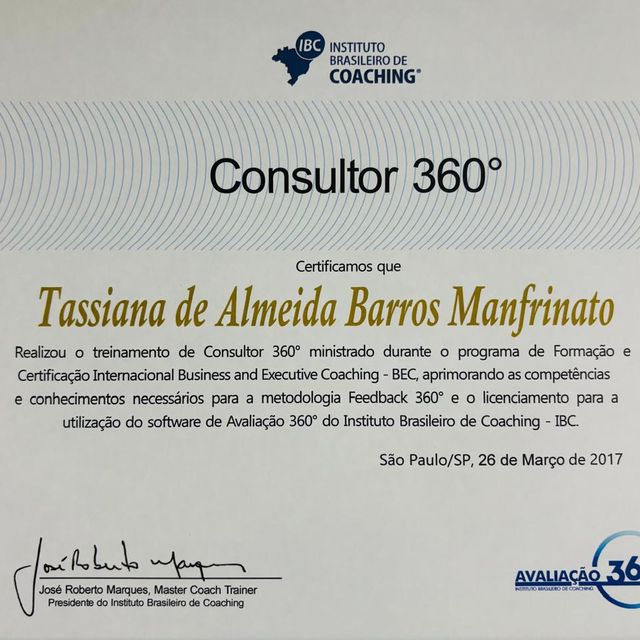 IBC INSTITUTO
BRASILEIRO DE
COACHING®
Consultor 360°
Certificamos que
Tassiana de Almeida Barros Manfrinato
Realizou o treinamento de Consultor 360° ministrado durante o programa de Formação e
Certificação Internacional Business and Executive Coaching - BEC, aprimorando as competências
e conhecimentos necessários para a metodologia Feedback 360° e o licenciamento para a
utilização do software de Avaliação 360° do Instituto Brasileiro de Coaching - IBC.
São Paulo/SP, 26 de Março de 2017
José Roberto Marques
José Roberto Marques, Master Coach Trainer
Presidente do Instituto Brasileiro de Coaching
AVALIAÇÃO 36
INSTITUTO BRASILEIRO DE COACHING